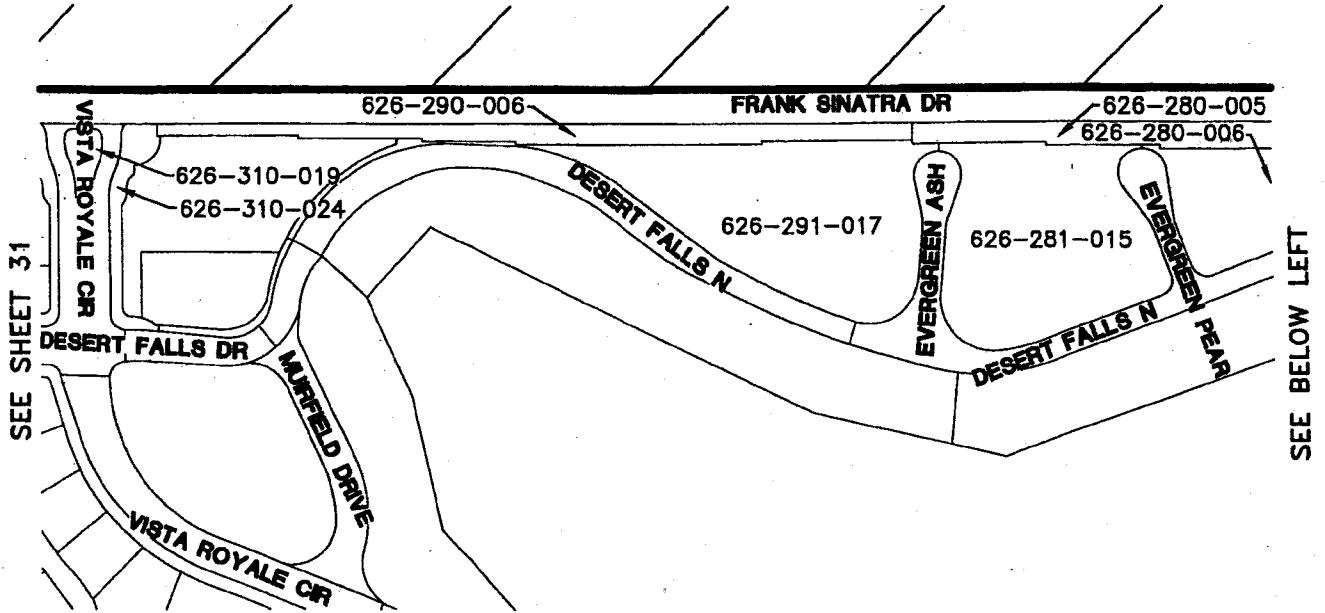 626-290-006
FRANK SINATRA DR
626-280-005
626-280-006
VISTA ROYALE CIR
626-310-019
626-310-024
DESERT FALLS N
626-291-017
EVERGREEN ASH
626-281-015
EVERGREEN PEAR
SEE SHEET 31
SEE BELOW LEFT
DESERT FALLS DR
DESERT FALLS N
MUIRFIELD DRIVE
VISTA ROYALE CIR